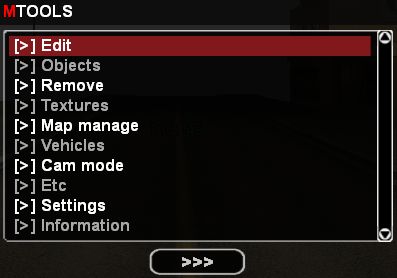 MTOOLS
[>] Edit
[>] Objects
[>] Remove
[>] Textures
[>] Map manage
[>] Vehicles
[>] Cam mode
[>] Etc
[>] Settings
[>] Information
>>>